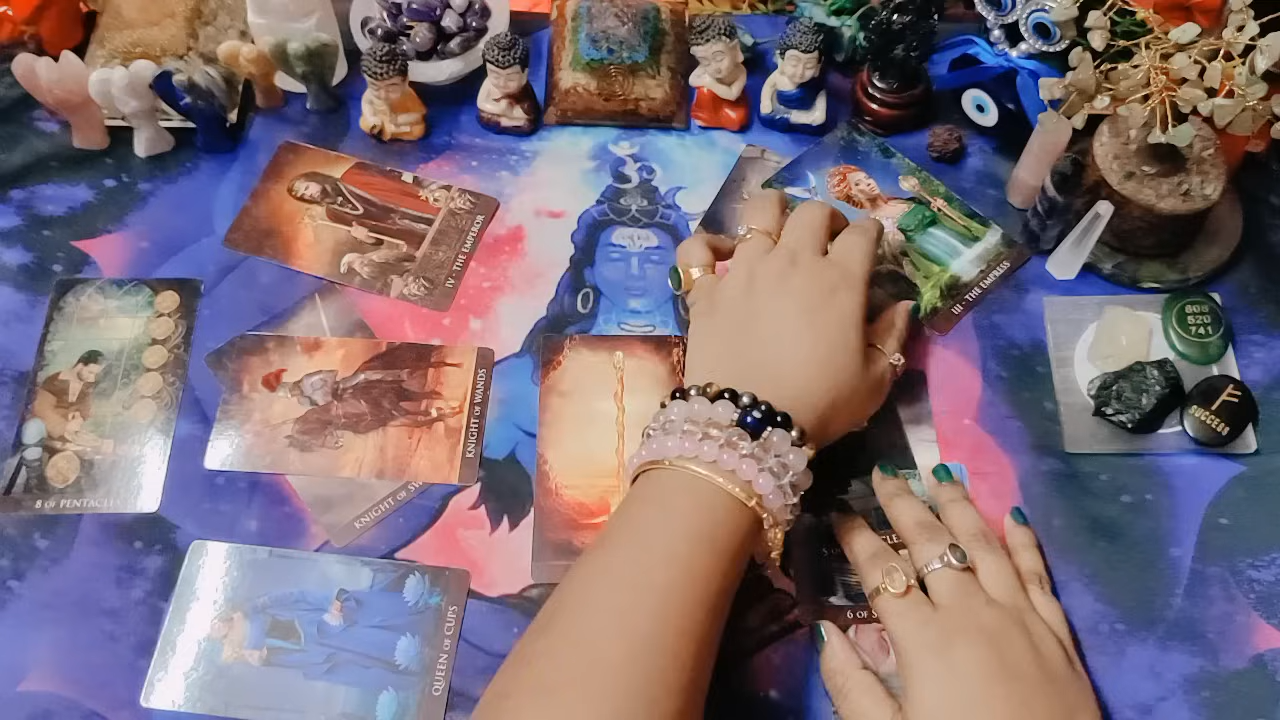 IV - THE EMPEROR
III - THE EMPRESS
808
520
741
SUCCESS
KNIGHT OF WANDS
8 OF PENTACLE
KNIGHT OF SW
6 OF S
QUEEN OF CUPS